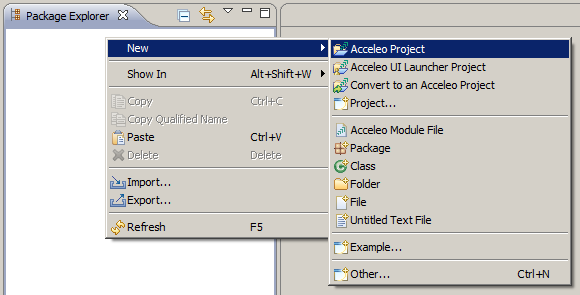 Package Explorer
New
Show In Alt+Shift+W
Copy Ctrl+C
Copy Qualified Name
Paste Ctrl+V
Delete Delete
Import...
Export...
Refresh F5
Acceleo Project
Acceleo UI Launcher Project
Convert to an Acceleo Project
Project...
Acceleo Module File
Package
Class
Folder
File
Untitled Text File
Example...
Other... Ctrl+N